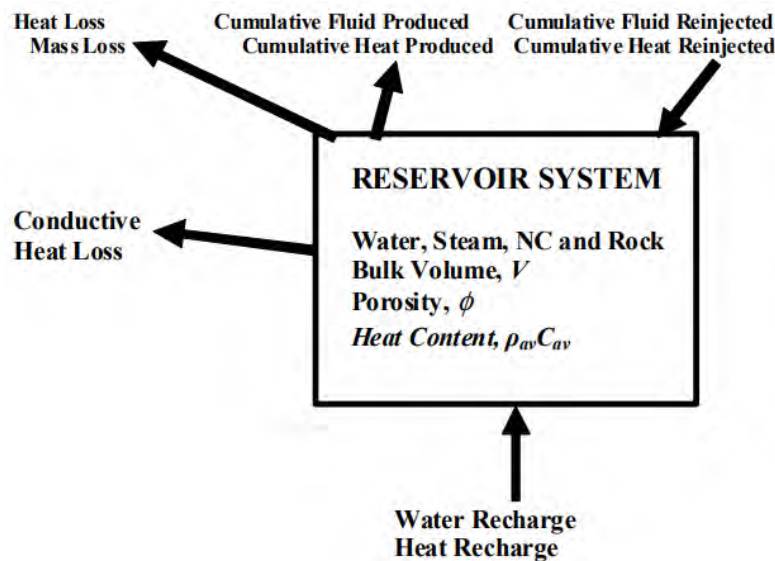 Heat Loss
Mass Loss
Cumulative Fluid Produced
Cumulative Heat Produced
Cumulative Fluid Reinjected
Cumulative Heat Reinjected
RESERVOIR SYSTEM
Water, Steam, NC and Rock
Bulk Volume, V
Porosity, ϕ
Heat Content, ρavCav
Conductive
Heat Loss
Water Recharge
Heat Recharge